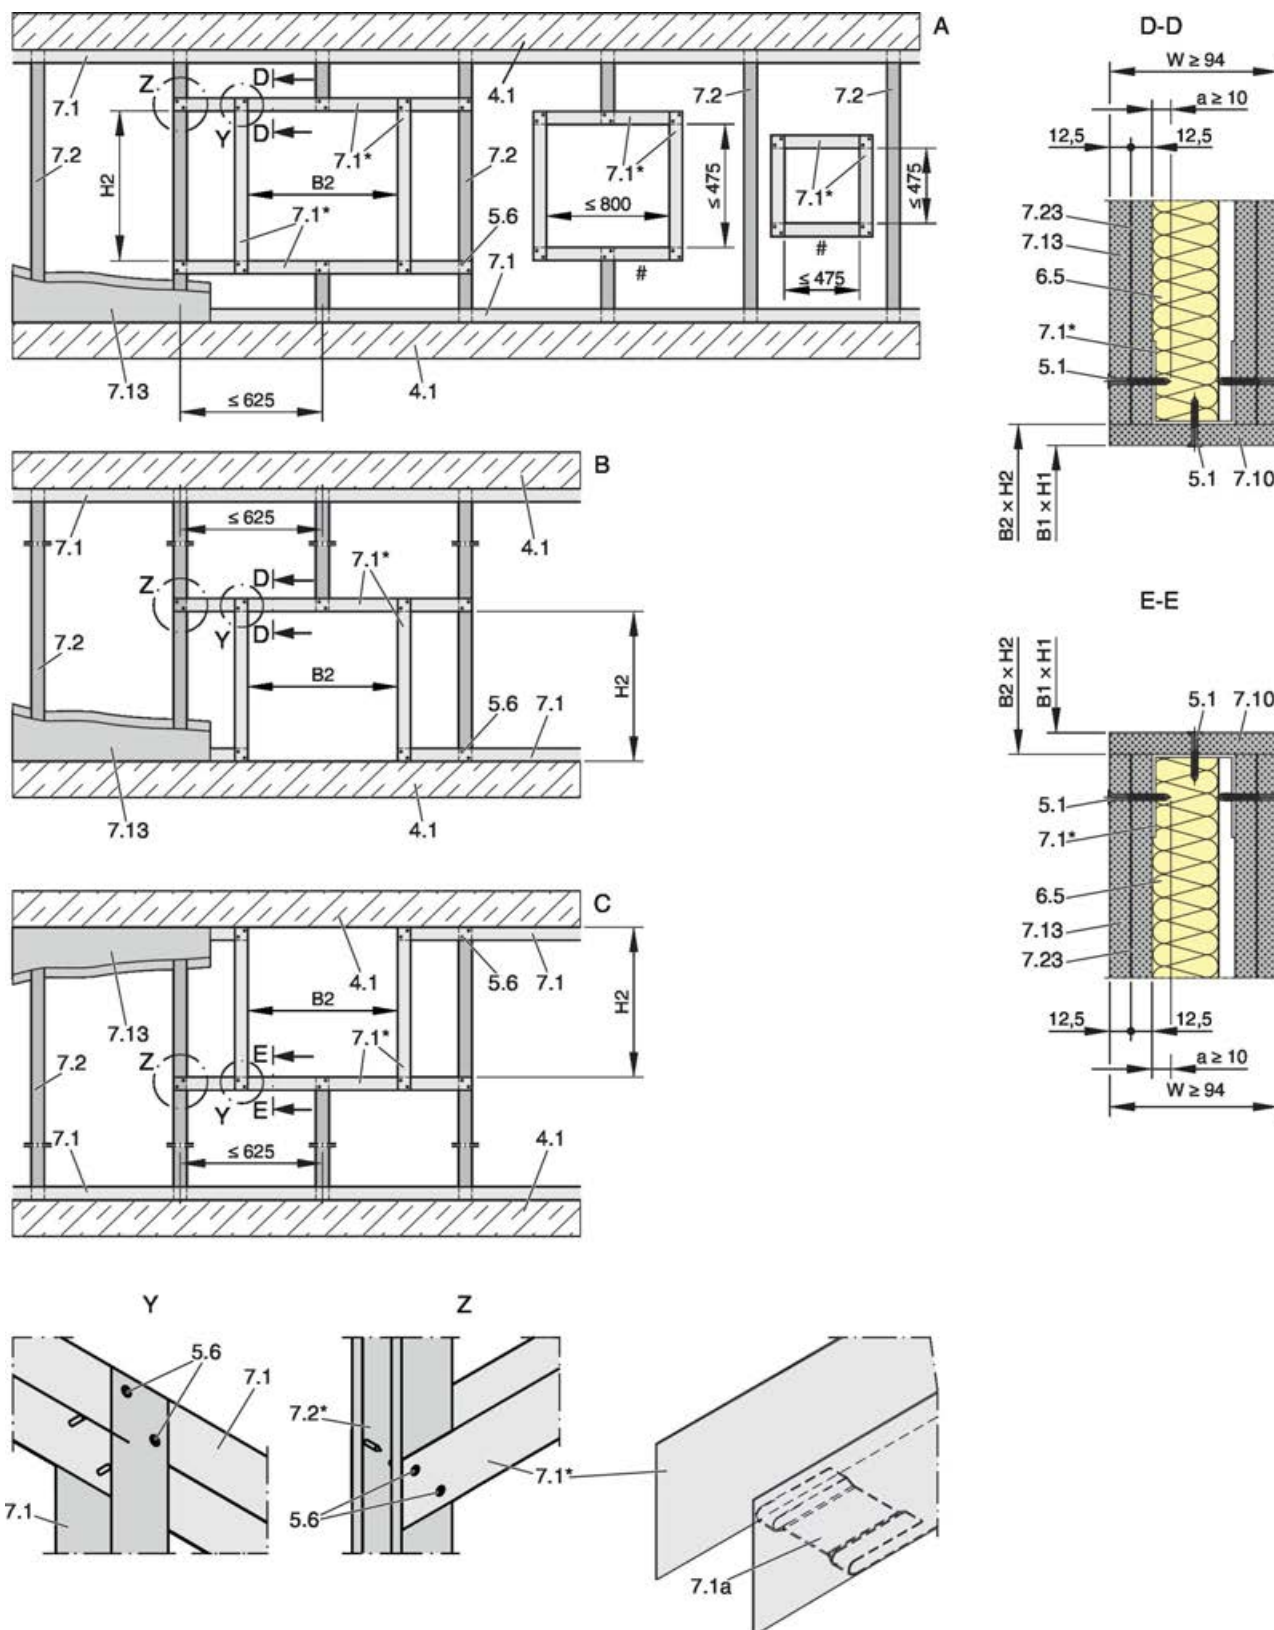 A
Z
D
4.1
7.2
7.2
7.1
7.1*
7.1*
Y
D
7.2
7.2
H2
B2
≤ 475
7.1*
≤ 475
≤ 800
7.1*
5.6
7.1
#
#
≤ 475
7.13
4.1
≤ 625
B
7.1
≤ 625
4.1
7.1*
Z
D
Y
D
7.2
B2
H2
5.6
7.1
7.13
4.1
C
4.1
5.6
7.1
B2
H2
7.13
7.1*
Z
E
7.2
Y
E
7.1
≤ 625
4.1
D-D
W ≥ 94
a ≥ 10
12,5
12,5
7.23
7.13
6.5
7.1*
5.1
5.1
7.10
B2 × H2
B1 × H1
E-E
B2 × H2
B1 × H1
5.1
7.10
5.1
7.1*
6.5
7.13
7.23
12,5
12,5
a ≥ 10
W ≥ 94
Y
5.6
7.1
7.1
Z
7.2*
7.1*
5.6
7.1a